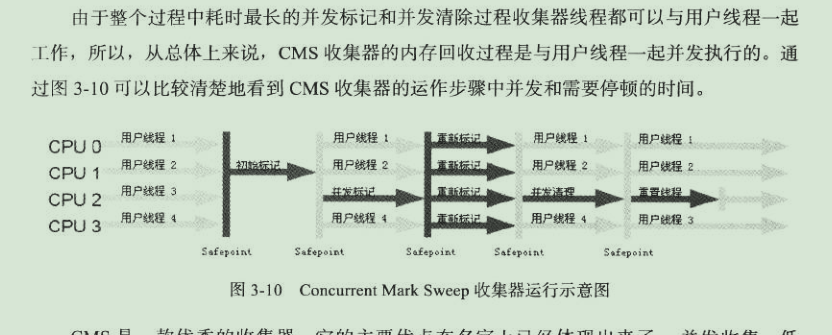 由于整个过程中耗时最长的并发标记和并发清除过程收集器线程都可以与用户线程一起
工作，所以，从总体上来说，CMS 收集器的内存回收过程是与用户线程一起并发执行的。通
过图 3-10 可以比较清楚地看到 CMS 收集器的运作步骤中并发和需要停顿的时间。
CPU 0 用户线程 1 用户线程 1 重新标记 用户线程 1 用户线程 1
CPU 1 用户线程 2 初始标记 用户线程 2 重新标记 用户线程 2 用户线程 2
CPU 2 用户线程 3 并发标记 重新标记 并发清理 重置线程
CPU 3 用户线程 4 用户线程 4 重新标记 用户线程 4 用户线程 3
Safepoint Safepoint Safepoint Safepoint Safepoint
图 3-10 Concurrent Mark Sweep 收集器运行示意图